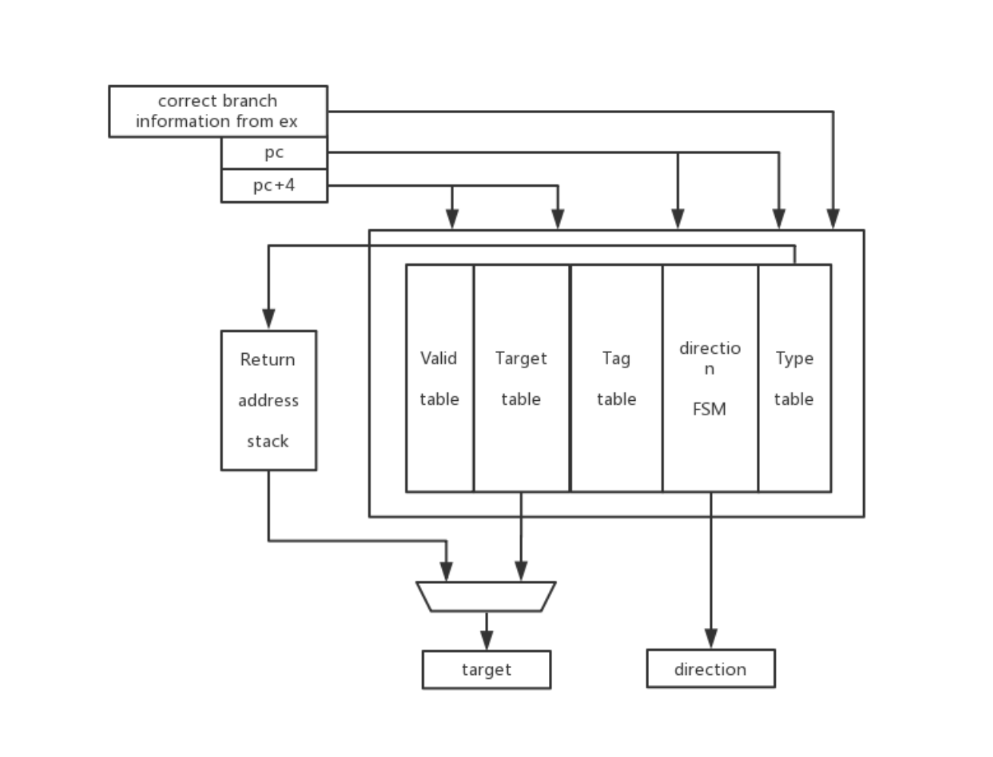 correct branch
information from ex
pc
pc+4
Return
address
stack
Valid
table
Target
table
Tag
table
directio
n
FSM
Type
table
target
direction